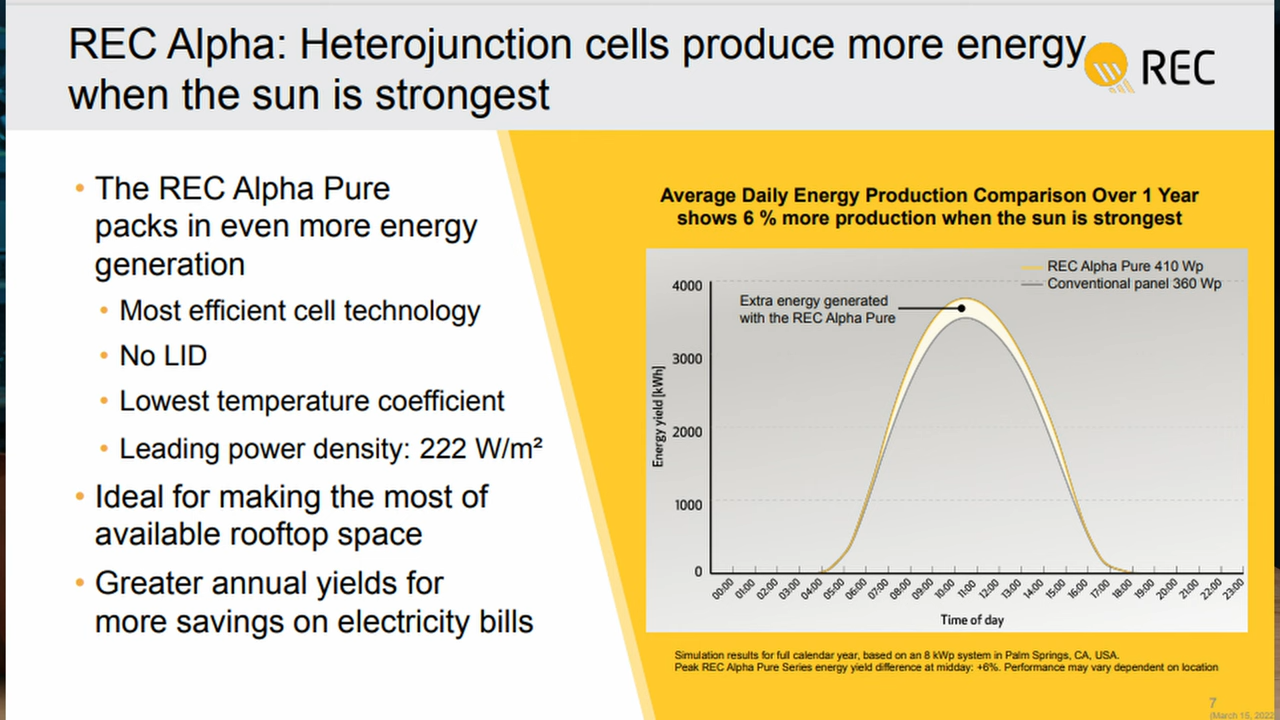 REC Alpha: Heterojunction cells produce more energy
when the sun is strongest
REC
• The REC Alpha Pure
packs in even more energy
generation
• Most efficient cell technology
• No LID
• Lowest temperature coefficient
• Leading power density: 222 W/m²
• Ideal for making the most of
available rooftop space
• Greater annual yields for
more savings on electricity bills
Average Daily Energy Production Comparison Over 1 Year
shows 6 % more production when the sun is strongest
REC Alpha Pure 410 Wp
Conventional panel 360 Wp
Extra energy generated
with the REC Alpha Pure
Energy yield [kWh]
4000
3000
2000
1000
0
00:00 01:00 02:00 03:00 04:00 05:00 06:00 07:00 08:00 09:00 10:00 11:00 12:00 13:00 14:00 15:00 16:00 17:00 18:00 19:00 20:00 21:00 22:00 23:00
Time of day
Simulation results for full calendar year, based on an 8 kWp system in Palm Springs, CA, USA.
Peak REC Alpha Pure Series energy yield difference at midday: +6%. Performance may vary dependent on location
7
(March 15, 2022